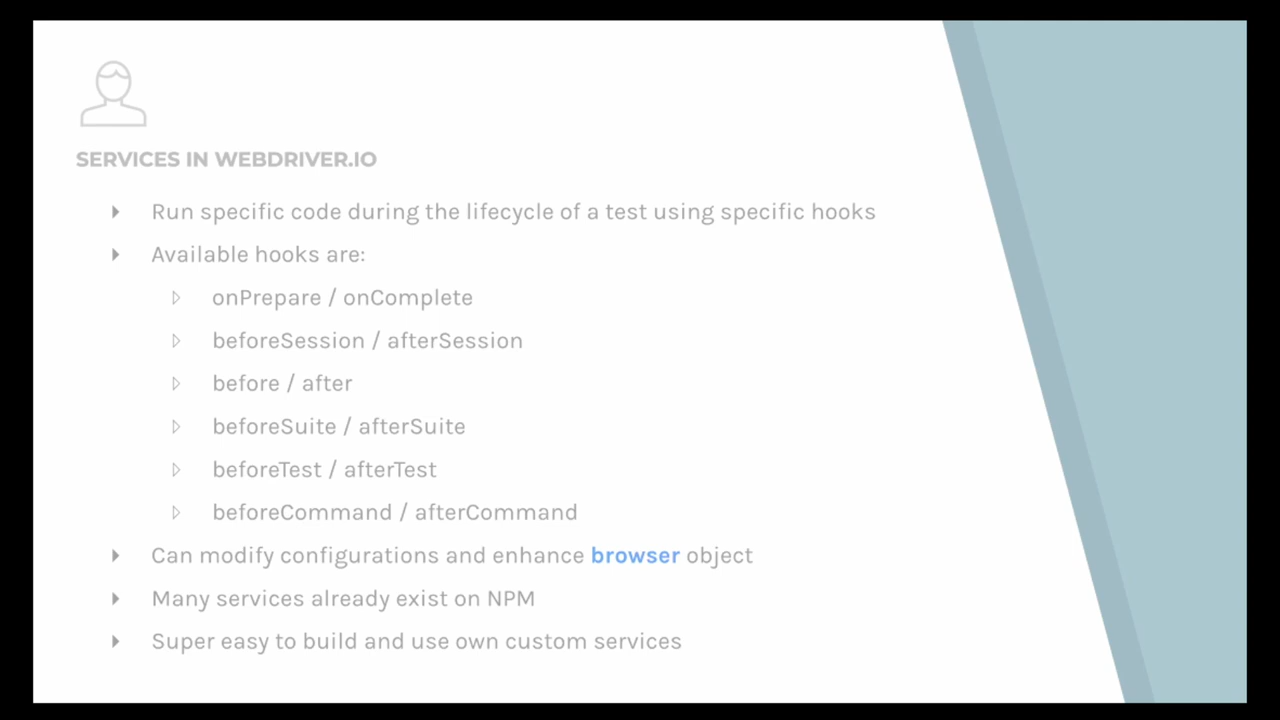 SERVICES IN WEBDRIVER.IO
Run specific code during the lifecycle of a test using specific hooks
Available hooks are:
onPrepare / onComplete
beforeSession / afterSession
before / after
beforeSuite / afterSuite
beforeTest / afterTest
beforeCommand / afterCommand
Can modify configurations and enhance browser object
Many services already exist on NPM
Super easy to build and use own custom services